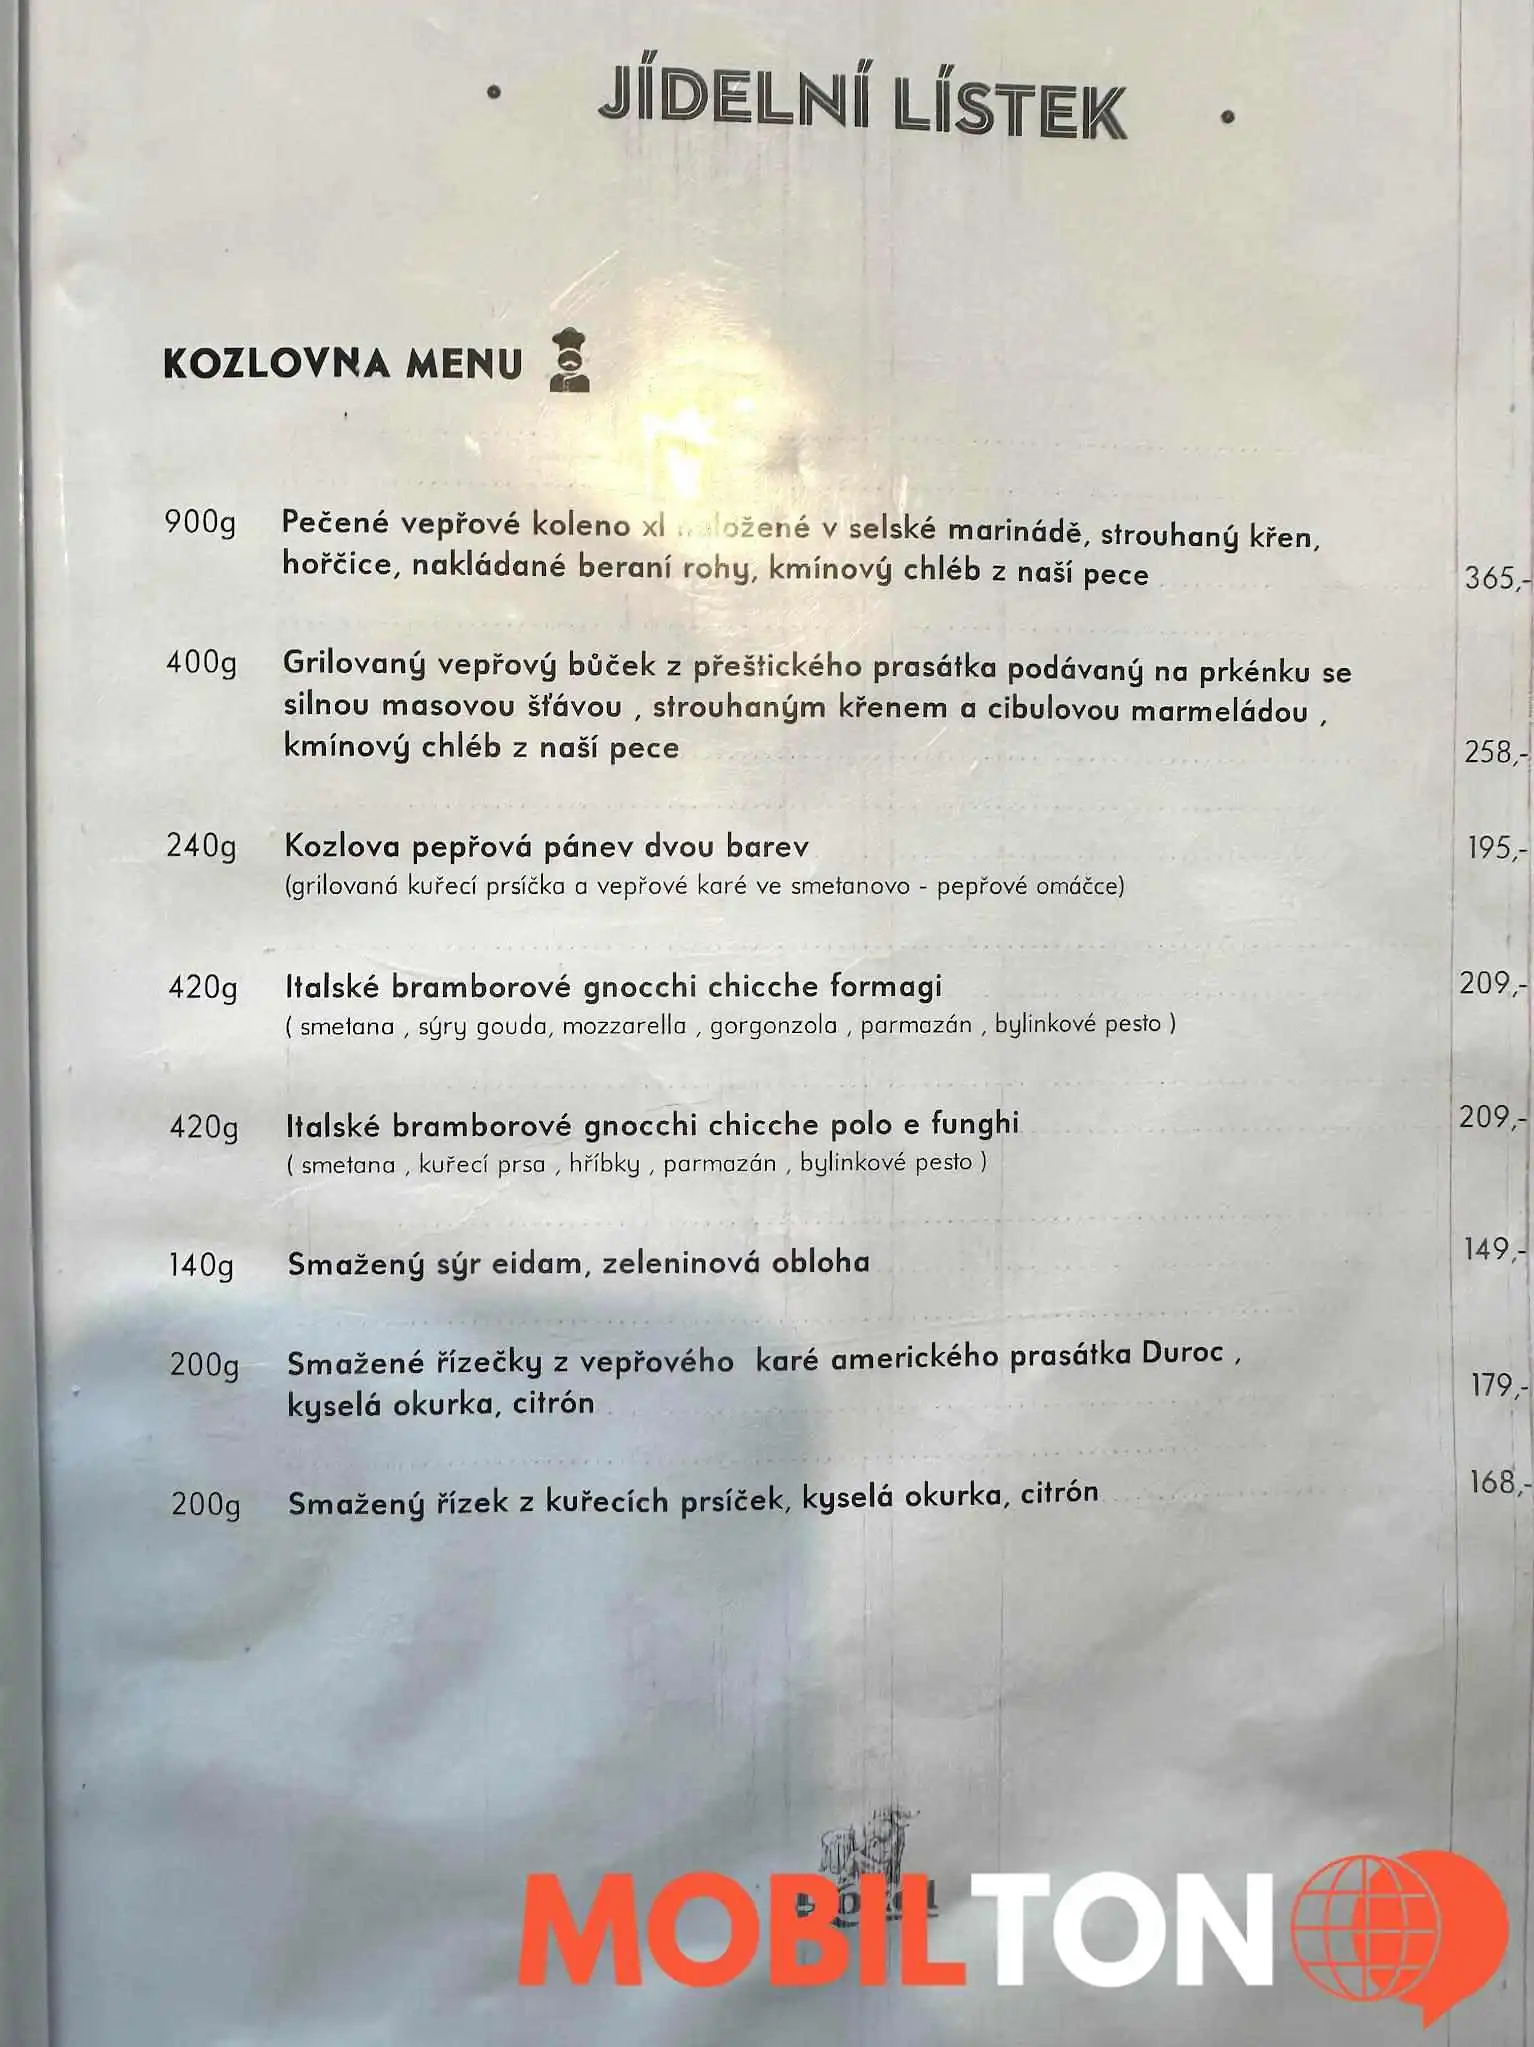 JÍDELNÍ LÍSTEK
KOZLOVNA MENU
900g Pečené vepřové koleno xl naložené v selské marinádě, strouhaný křen,
hořčice, nakládané beraní rohy, kmínový chléb z naší pece 365,-
400g Grilovaný vepřový bůček z přeštického prasátka podávaný na prkénku se
silnou masovou šťávou , strouhaným křenem a cibulovou marmeládou ,
kmínový chléb z naší pece 258,-
240g Kozlova pepřová pánev dvou barev 195,-
(grilovaná kuřecí prsíčka a vepřové karé ve smetanovo - pepřové omáčce)
420g Italské bramborové gnocchi chicche formagi 209,-
( smetana , sýry gouda, mozzarella , gorgonzola , parmazán , bylinkové pesto )
420g Italské bramborové gnocchi chicche polo e funghi 209,-
( smetana , kuřecí prsa , hříbky , parmazán , bylinkové pesto )
140g Smažený sýr eidam, zeleninová obloha 149,-
200g Smažené řízečky z vepřového karé amerického prasátka Duroc ,
kyselá okurka, citrón 179,-
200g Smažený řízek z kuřecích prsíček, kyselá okurka, citrón 168,-
MOBILTON